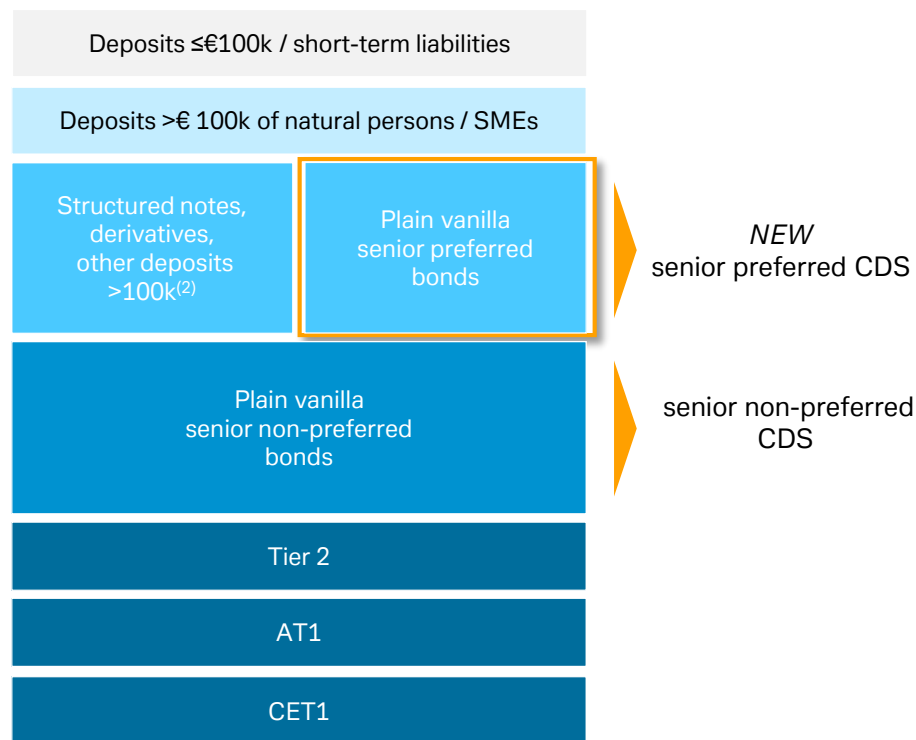 Deposits ≤€100k / short-term liabilities
Deposits >€ 100k of natural persons / SMEs
Structured notes,
derivatives,
other deposits
>100k(2)
Plain vanilla
senior preferred
bonds
NEW
senior preferred CDS
Plain vanilla
senior non-preferred
bonds
senior non-preferred
CDS
Tier 2
AT1
CET1